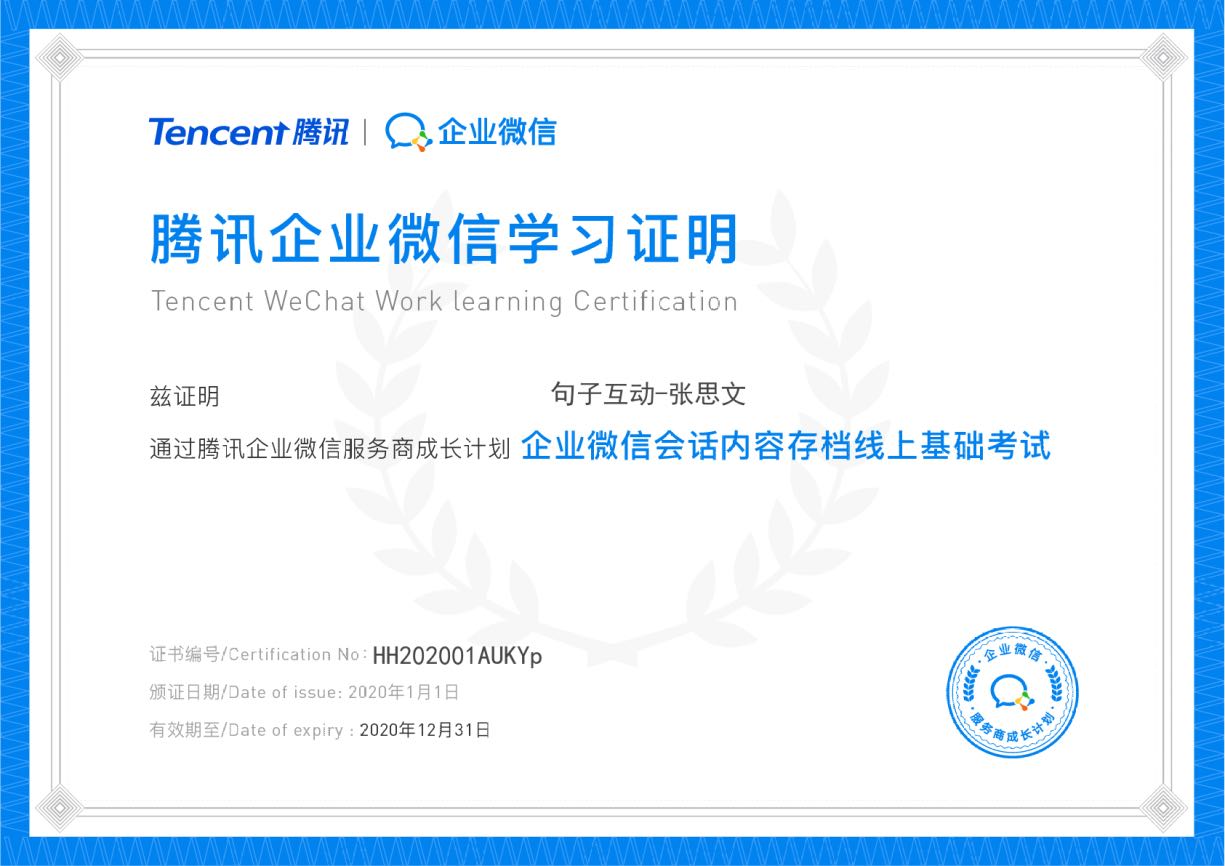 Tencent腾讯 | 企业微信
腾讯企业微信学习证明
Tencent WeChat Work learning Certification
兹证明 句子互动-张思文
通过腾讯企业微信服务商成长计划 企业微信会话内容存档线上基础考试
证书编号/Certification No: HH202001AUKYp
颁证日期/Date of issue: 2020年1月1日
有效期至/Date of expiry : 2020年12月31日
·企业微信·
·服务商成长计划·